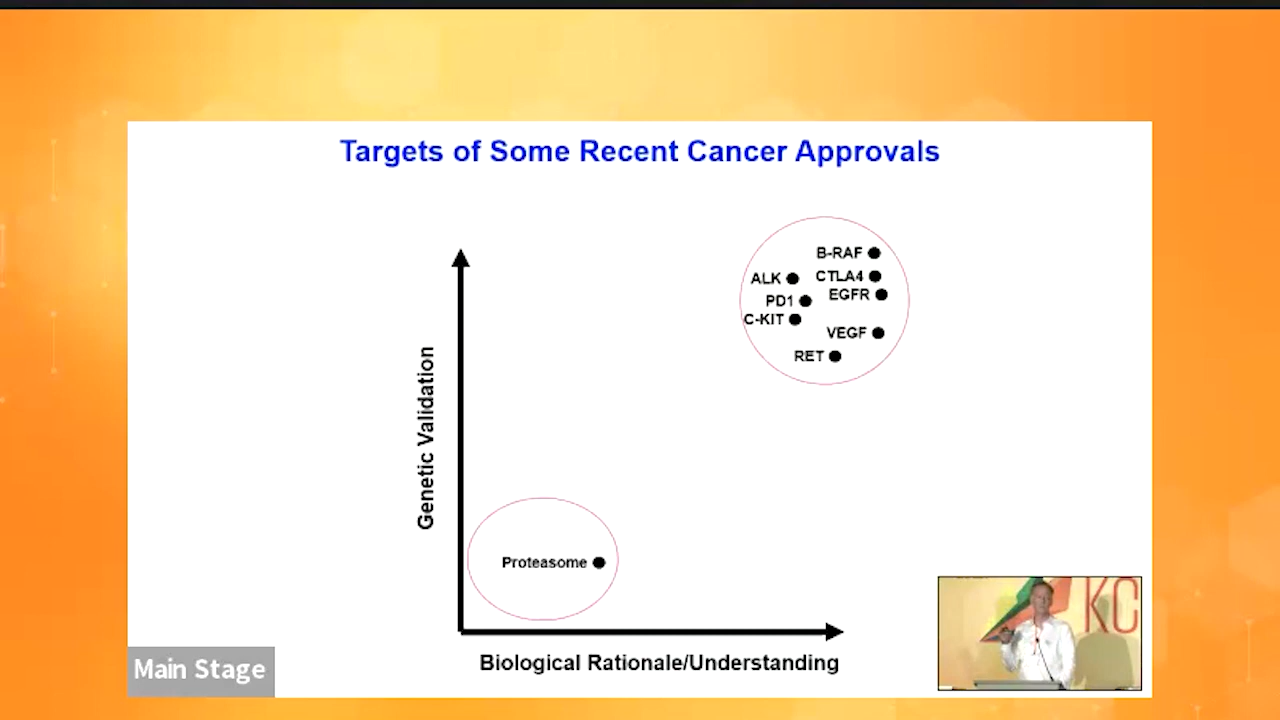 Targets of Some Recent Cancer Approvals
B-RAF
ALK
CTLA4
EGFR
PD1
C-KIT
VEGF
RET
Genetic Validation
Proteasome
Biological Rationale/Understanding
Main Stage
KC